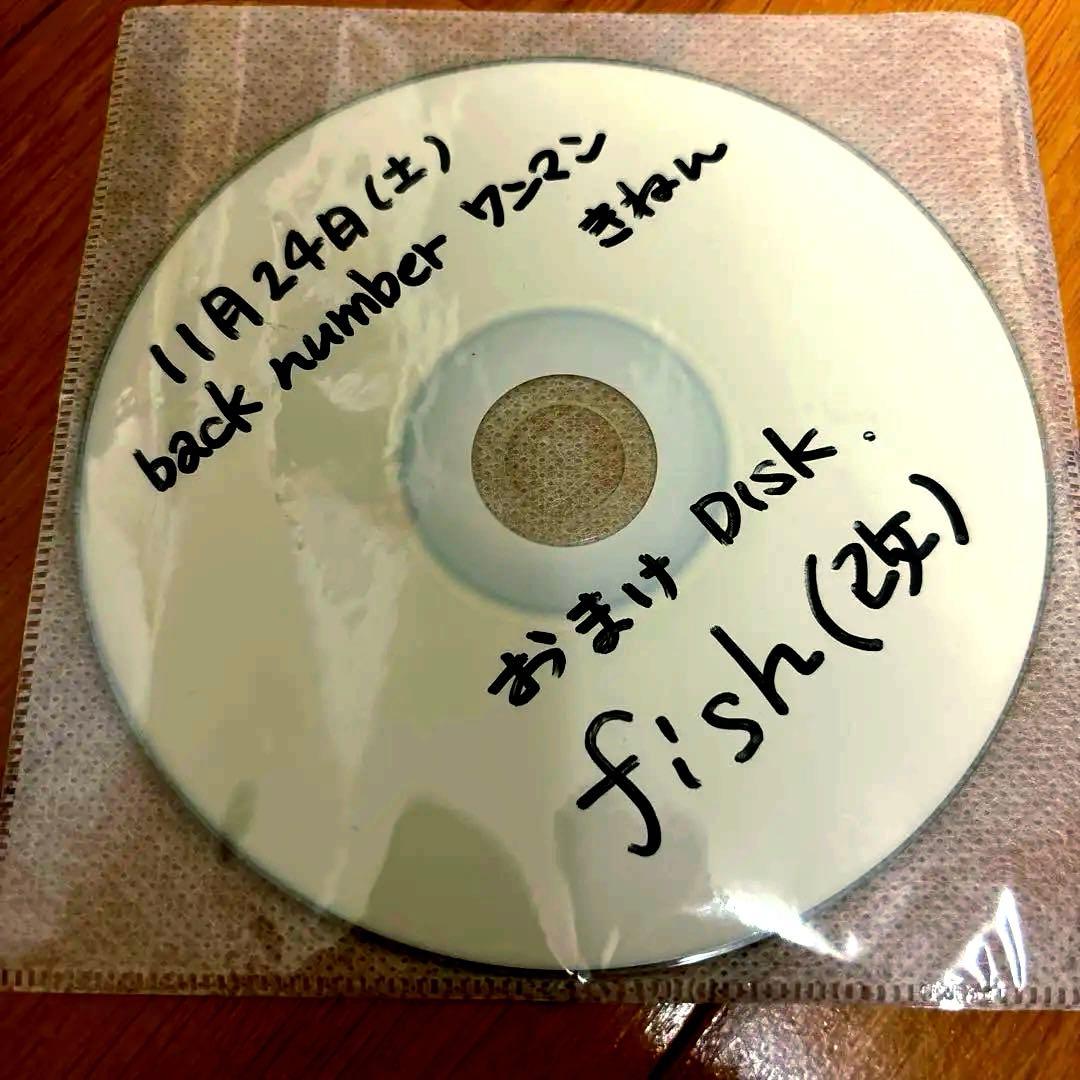 11月24日(土)
back number ワンマン
きねん
おまけ Disk.
fish(改)